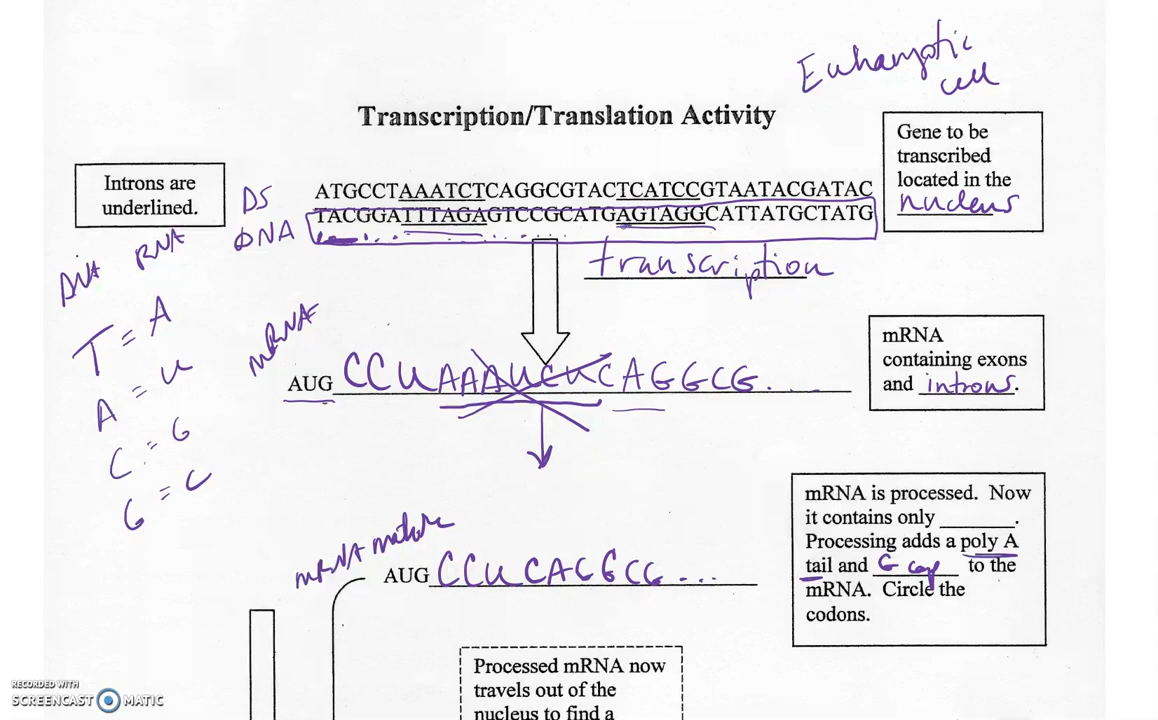 Eukaryotic
cell
Transcription/Translation Activity
Gene to be
transcribed
located in the
nucleus
Introns are
underlined.
DS
DNA
ATGCCTAAATCTCAGGCGTACTCATCCGTAATACGATAC
TACGGATTTAGAGTCCGCATGAGTAGGCATTATGCTATG
transcription
DNA RNA
T = A
A = U
C = G
G = C
mRNA
AUG CCUAAAUCUCAGGCG....
mRNA
containing exons
and introns.
mRNA is processed. Now
it contains only ________.
Processing adds a poly A
tail and G cap to the
mRNA. Circle the
codons.
mRNA mature
AUG CCUCAGGCG...
Processed mRNA now
travels out of the
nucleus to find a
RECORDED WITH
SCREENCAST MATIC